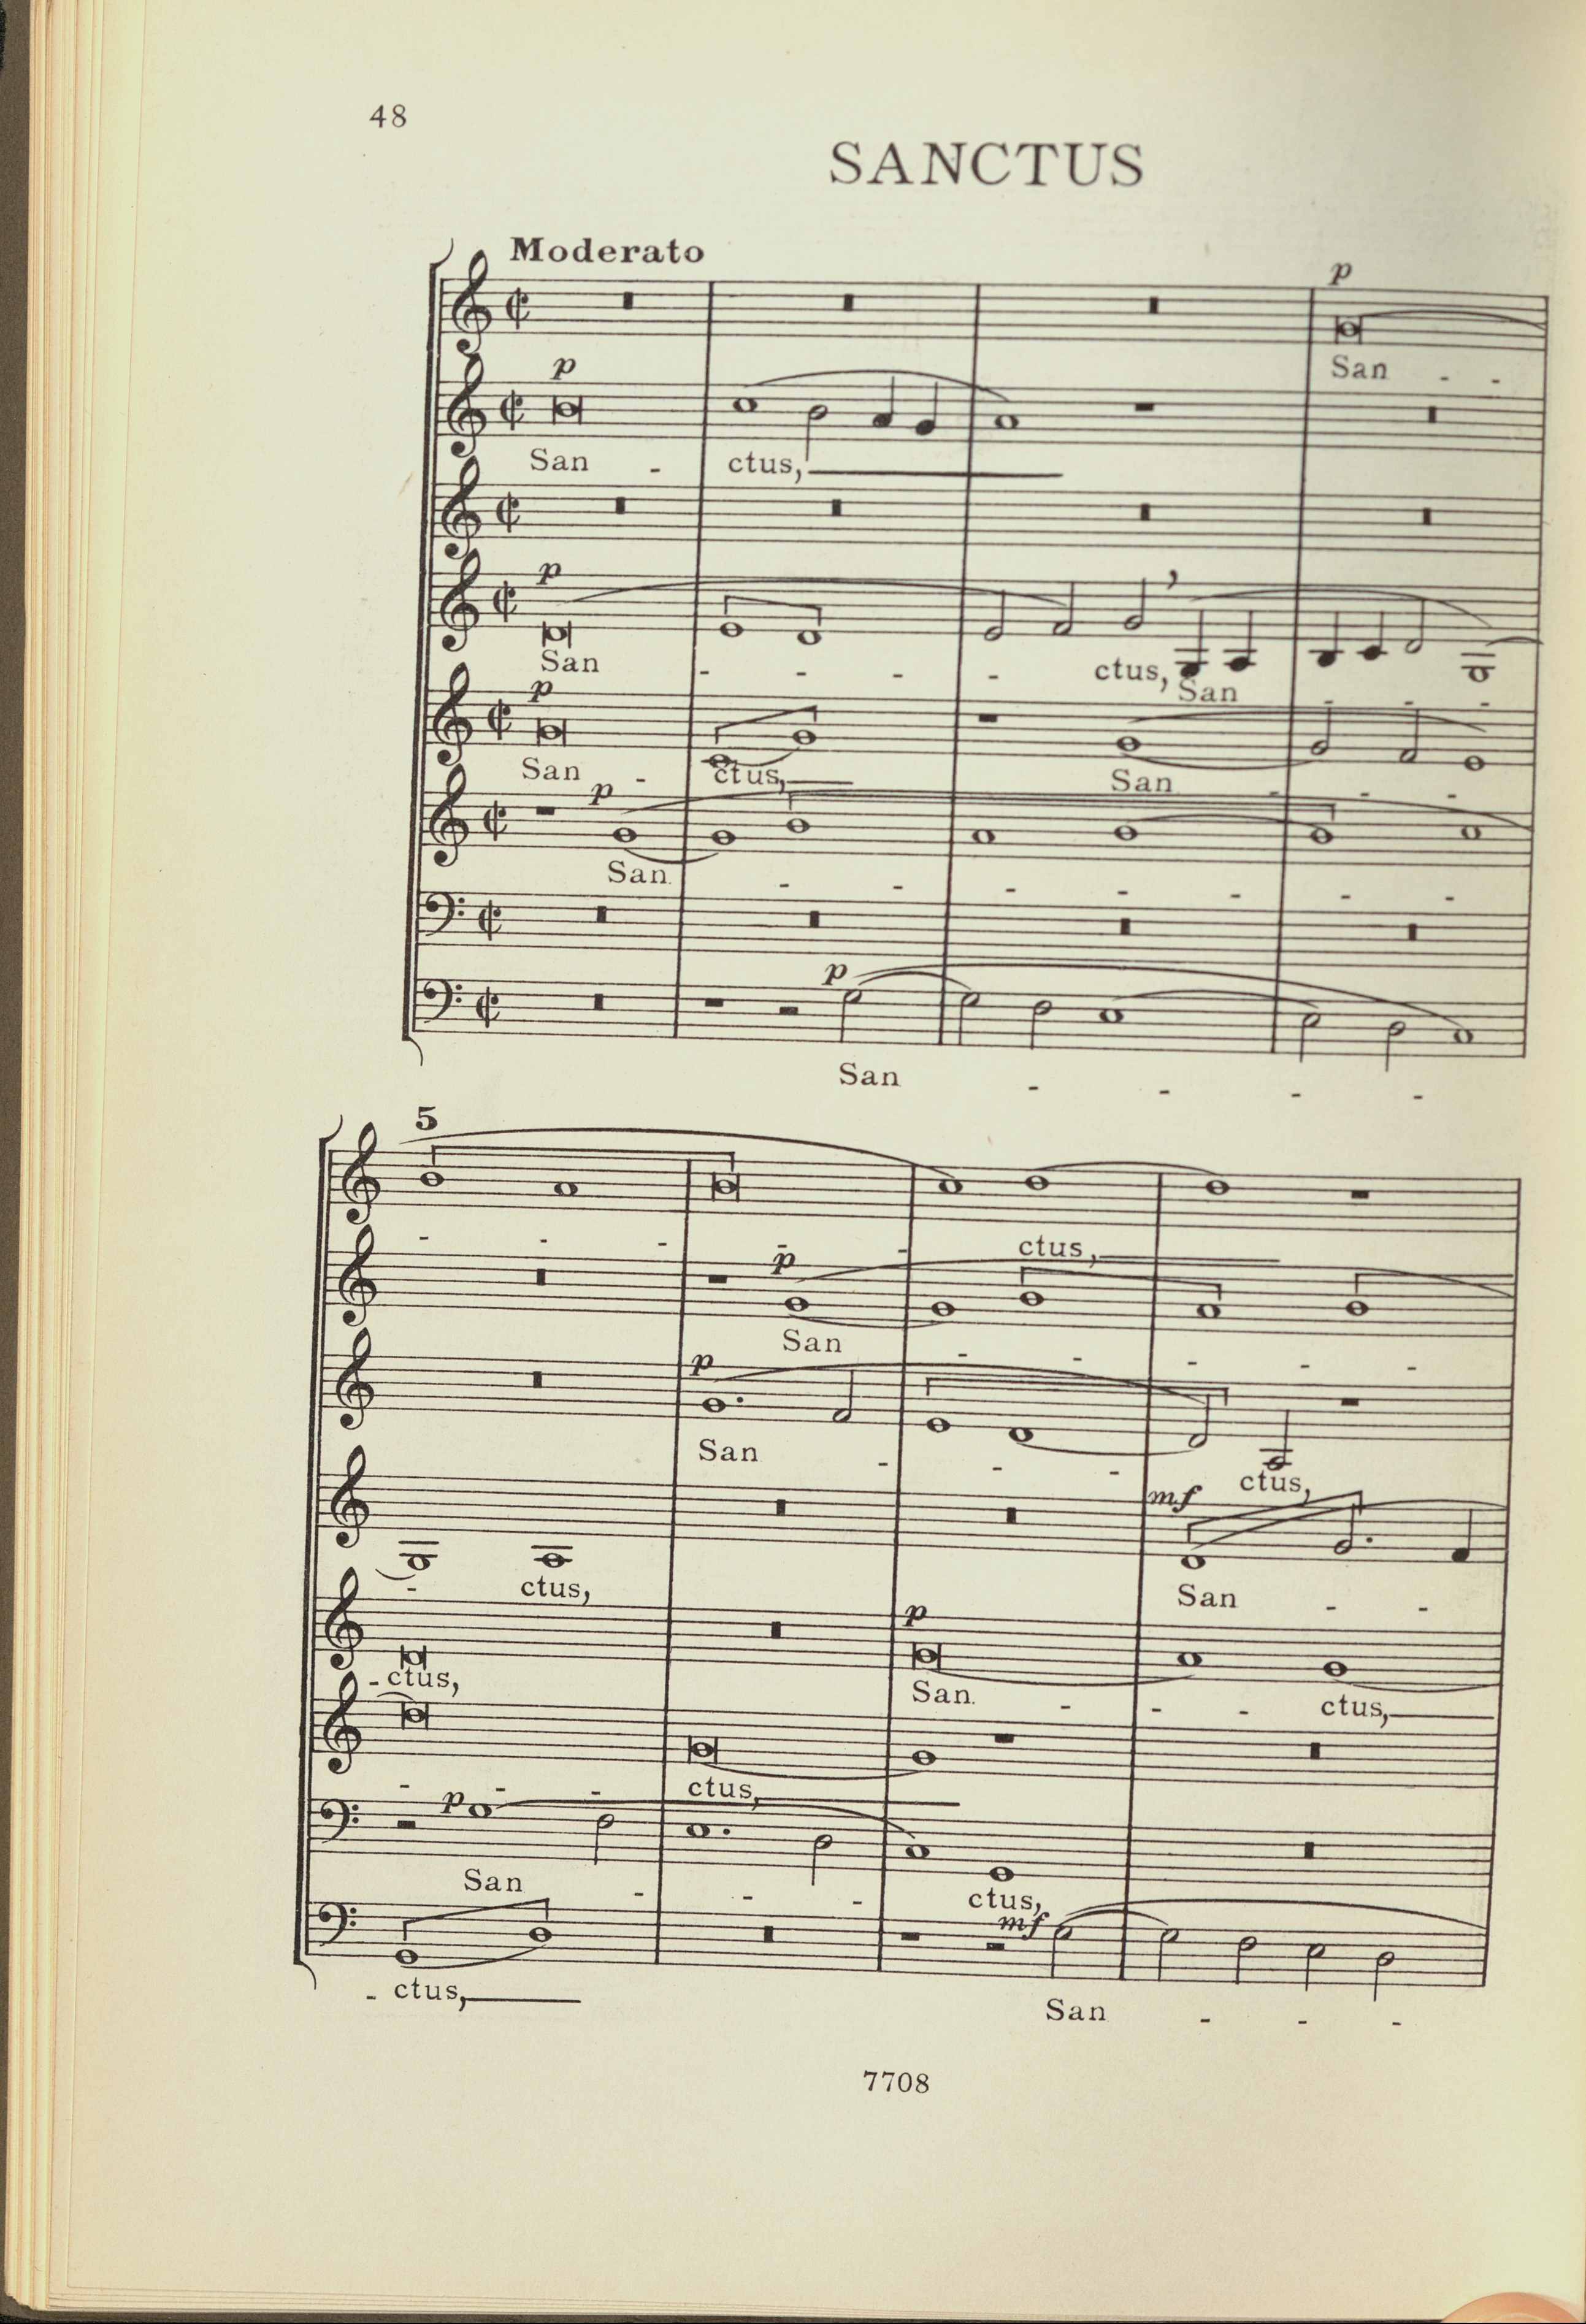 48
SANCTUS
Moderato
p
San - -
p
San - ctus,
p
San - - - - ctus, San - - -
p
San - ctus, San - - -
p
San - - - - - - -
p
San - - - -
5
- - - - - ctus,
p
San - - - - -
p
San - - - ctus,
mf
- ctus, San - -
p
- ctus, San - - - ctus,
- - - ctus,
p
San - - - ctus,
mf
- ctus, San - - -
7708